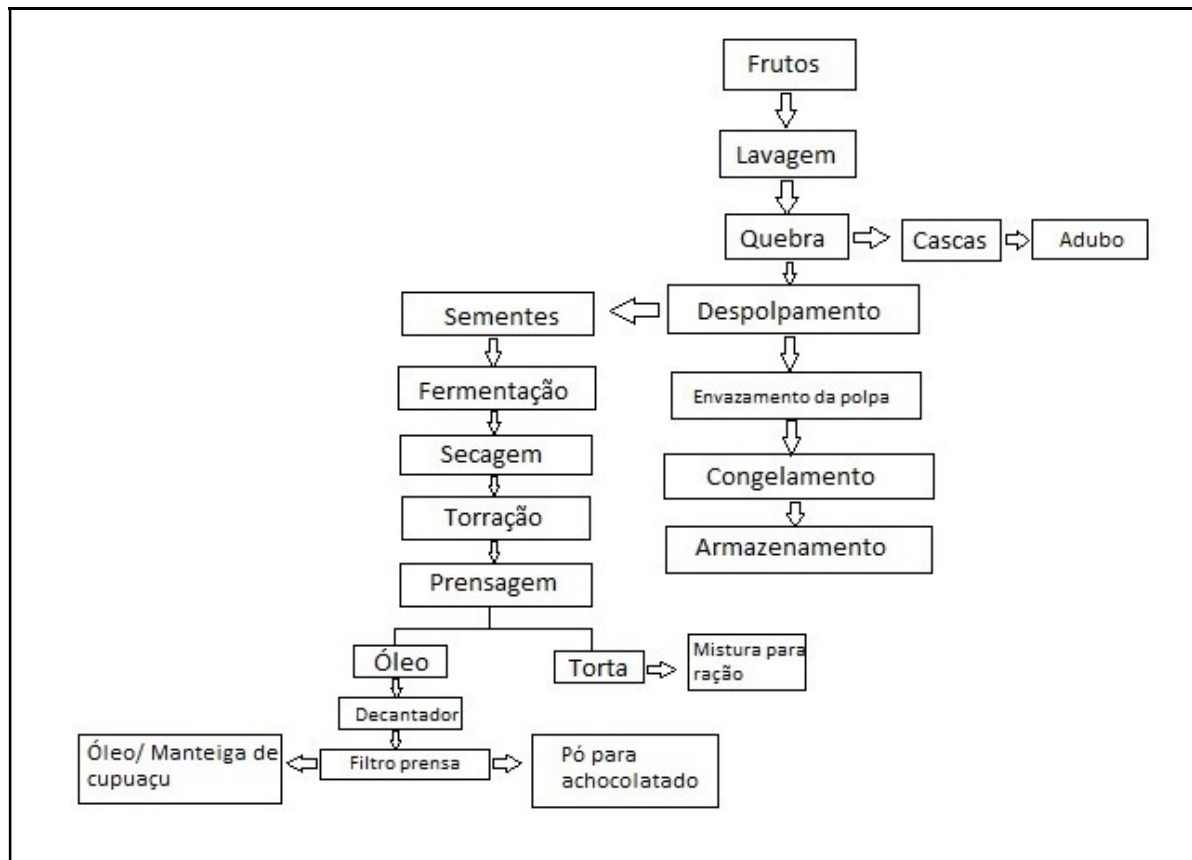 Frutos
Lavagem
Quebra
Cascas
Adubo
Despolpamento
Sementes
Envazamento da polpa
Fermentação
Congelamento
Secagem
Armazenamento
Torração
Prensagem
Óleo
Torta
Mistura para
ração
Decantador
Filtro prensa
Óleo/ Manteiga de
cupuaçu
Pó para
achocolatado